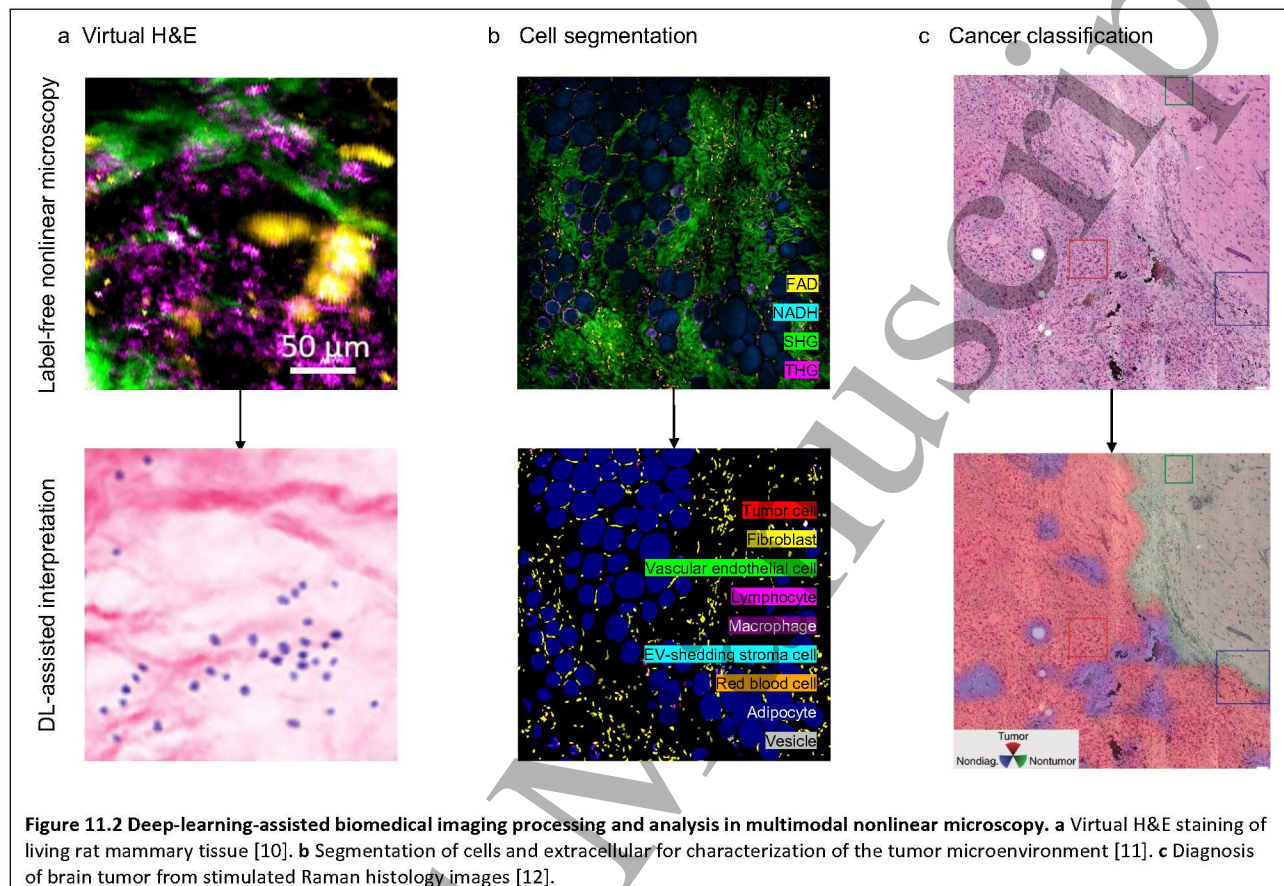 a Virtual H&E
b Cell segmentation
c Cancer classification
Label-free nonlinear microscopy
50 µm
FAD
NADH
SHG
THG
DL-assisted interpretation
Tumor cell
Fibroblast
Vascular endothelial cell
Lymphocyte
Macrophage
EV-shedding stroma cell
Red blood cell
Adipocyte
Vesicle
Tumor
Nondiag. Nontumor
Figure 11.2 Deep-learning-assisted biomedical imaging processing and analysis in multimodal nonlinear microscopy. a Virtual H&E staining of
living rat mammary tissue [10]. b Segmentation of cells and extracellular for characterization of the tumor microenvironment [11]. c Diagnosis
of brain tumor from stimulated Raman histology images [12].